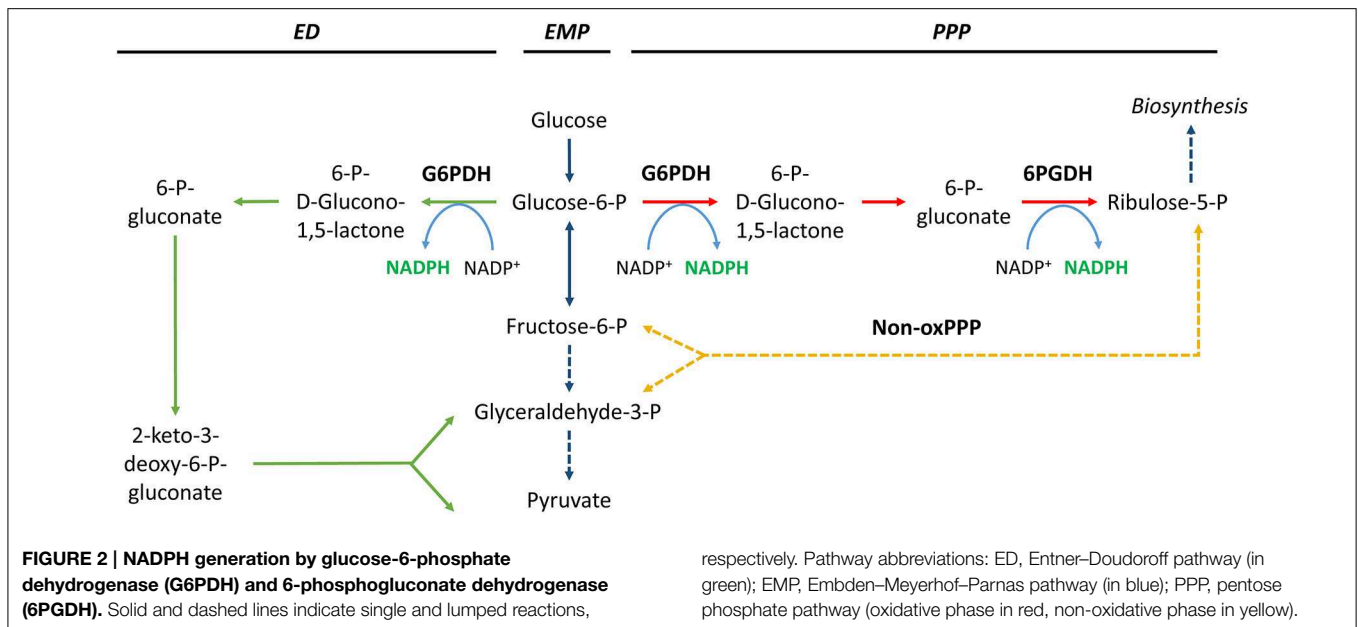 ED EMP PPP
Glucose
Biosynthesis
6-P-
gluconate
6-P-
D-Glucono-
1,5-lactone
G6PDH
Glucose-6-P
G6PDH
6-P-
D-Glucono-
1,5-lactone
6-P-
gluconate
6PGDH
Ribulose-5-P
NADPH NADP+
NADP+ NADPH
NADP+ NADPH
Fructose-6-P
Non-oxPPP
Glyceraldehyde-3-P
2-keto-3-
deoxy-6-P-
gluconate
Pyruvate
FIGURE 2 | NADPH generation by glucose-6-phosphate
dehydrogenase (G6PDH) and 6-phosphogluconate dehydrogenase
(6PGDH). Solid and dashed lines indicate single and lumped reactions,
respectively. Pathway abbreviations: ED, Entner–Doudoroff pathway (in
green); EMP, Embden–Meyerhof–Parnas pathway (in blue); PPP, pentose
phosphate pathway (oxidative phase in red, non-oxidative phase in yellow).